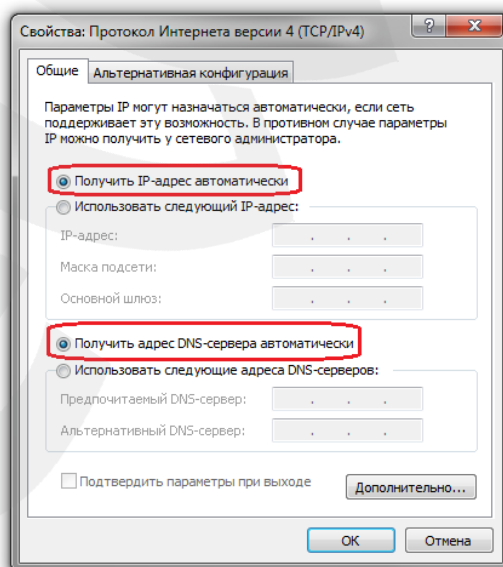 Свойства: Протокол Интернета версии 4 (TCP/IPv4)
Общие
Альтернативная конфигурация
Параметры IP могут назначаться автоматически, если сеть
поддерживает эту возможность. В противном случае параметры
IP можно получить у сетевого администратора.
Получить IP-адрес автоматически
Использовать следующий IP-адрес:
IP-адрес:
Маска подсети:
Основной шлюз:
Получить адрес DNS-сервера автоматически
Использовать следующие адреса DNS-серверов:
Предпочитаемый DNS-сервер:
Альтернативный DNS-сервер:
Подтвердить параметры при выходе
Дополнительно...
ОК
Отмена